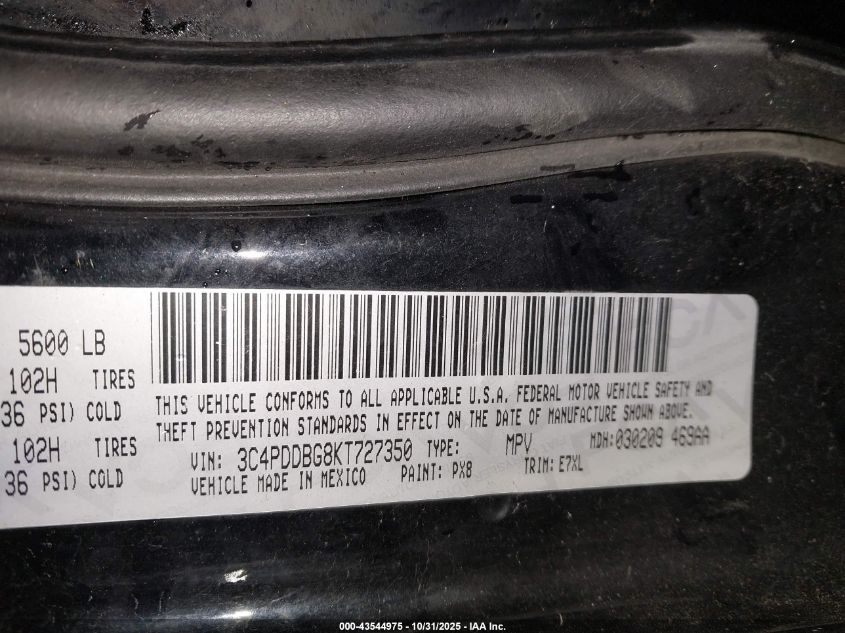 5600 LB
102H TIRES
36 PSI) COLD
102H TIRES
36 PSI) COLD
THIS VEHICLE CONFORMS TO ALL APPLICABLE U.S.A. FEDERAL MOTOR VEHICLE SAFETY AND
THEFT PREVENTION STANDARDS IN EFFECT ON THE DATE OF MANUFACTURE SHOWN ABOVE.
VIN: 3C4PDDBG8KT727350 TYPE: MPV MDH: 030209 469AA
VEHICLE MADE IN MEXICO PAINT: PX8 TRIM: E7XL
000-43544975 - 10/31/2025 - IAA Inc.